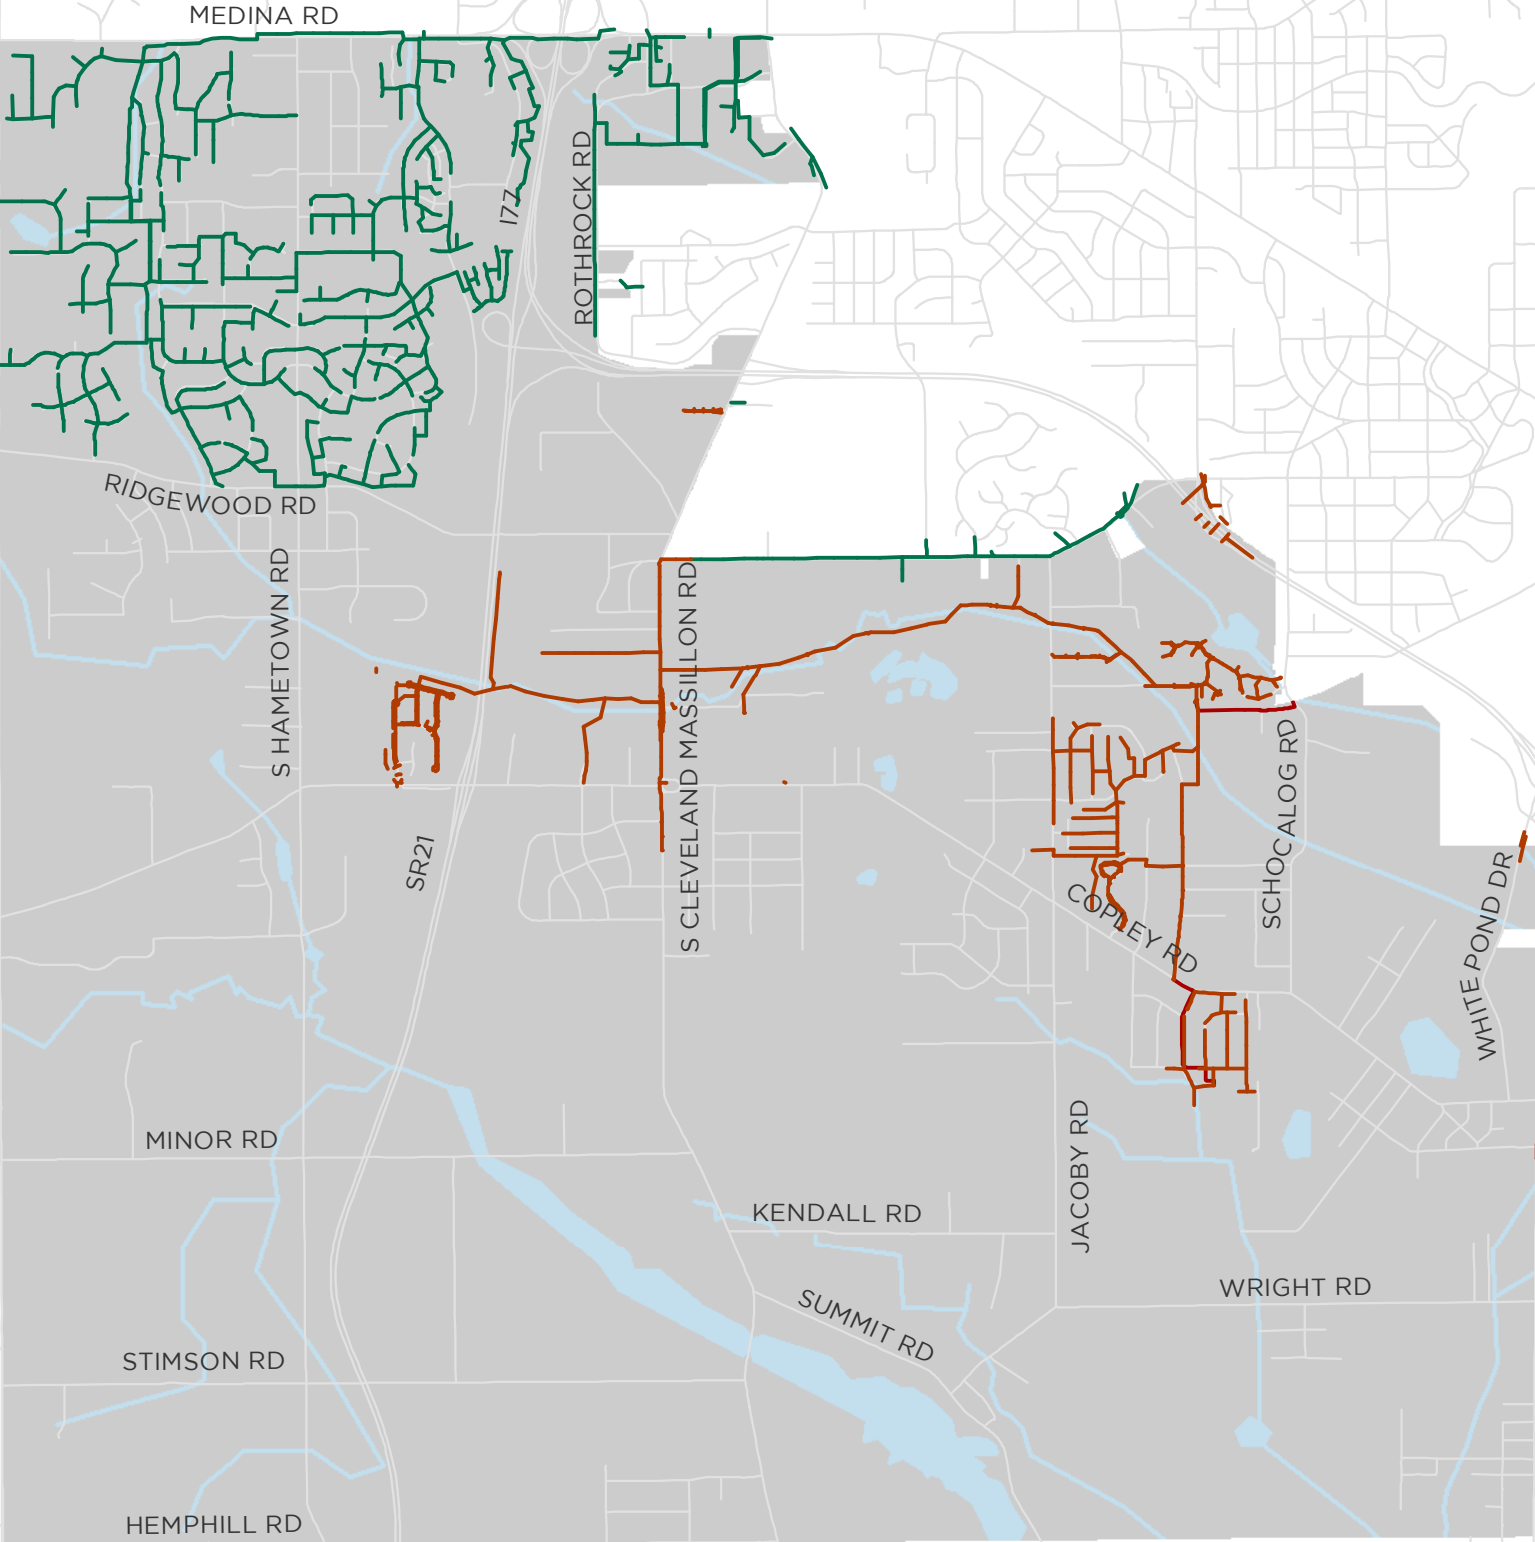 MEDINA RD
I77
ROTHROCK RD
RIDGEWOOD RD
S HAMETOWN RD
S CLEVELAND MASSILLON RD
SR21
SCHOCALOG RD
COPLEY RD
WHITE POND DR
MINOR RD
JACOBY RD
KENDALL RD
WRIGHT RD
SUMMIT RD
STIMSON RD
HEMPHILL RD